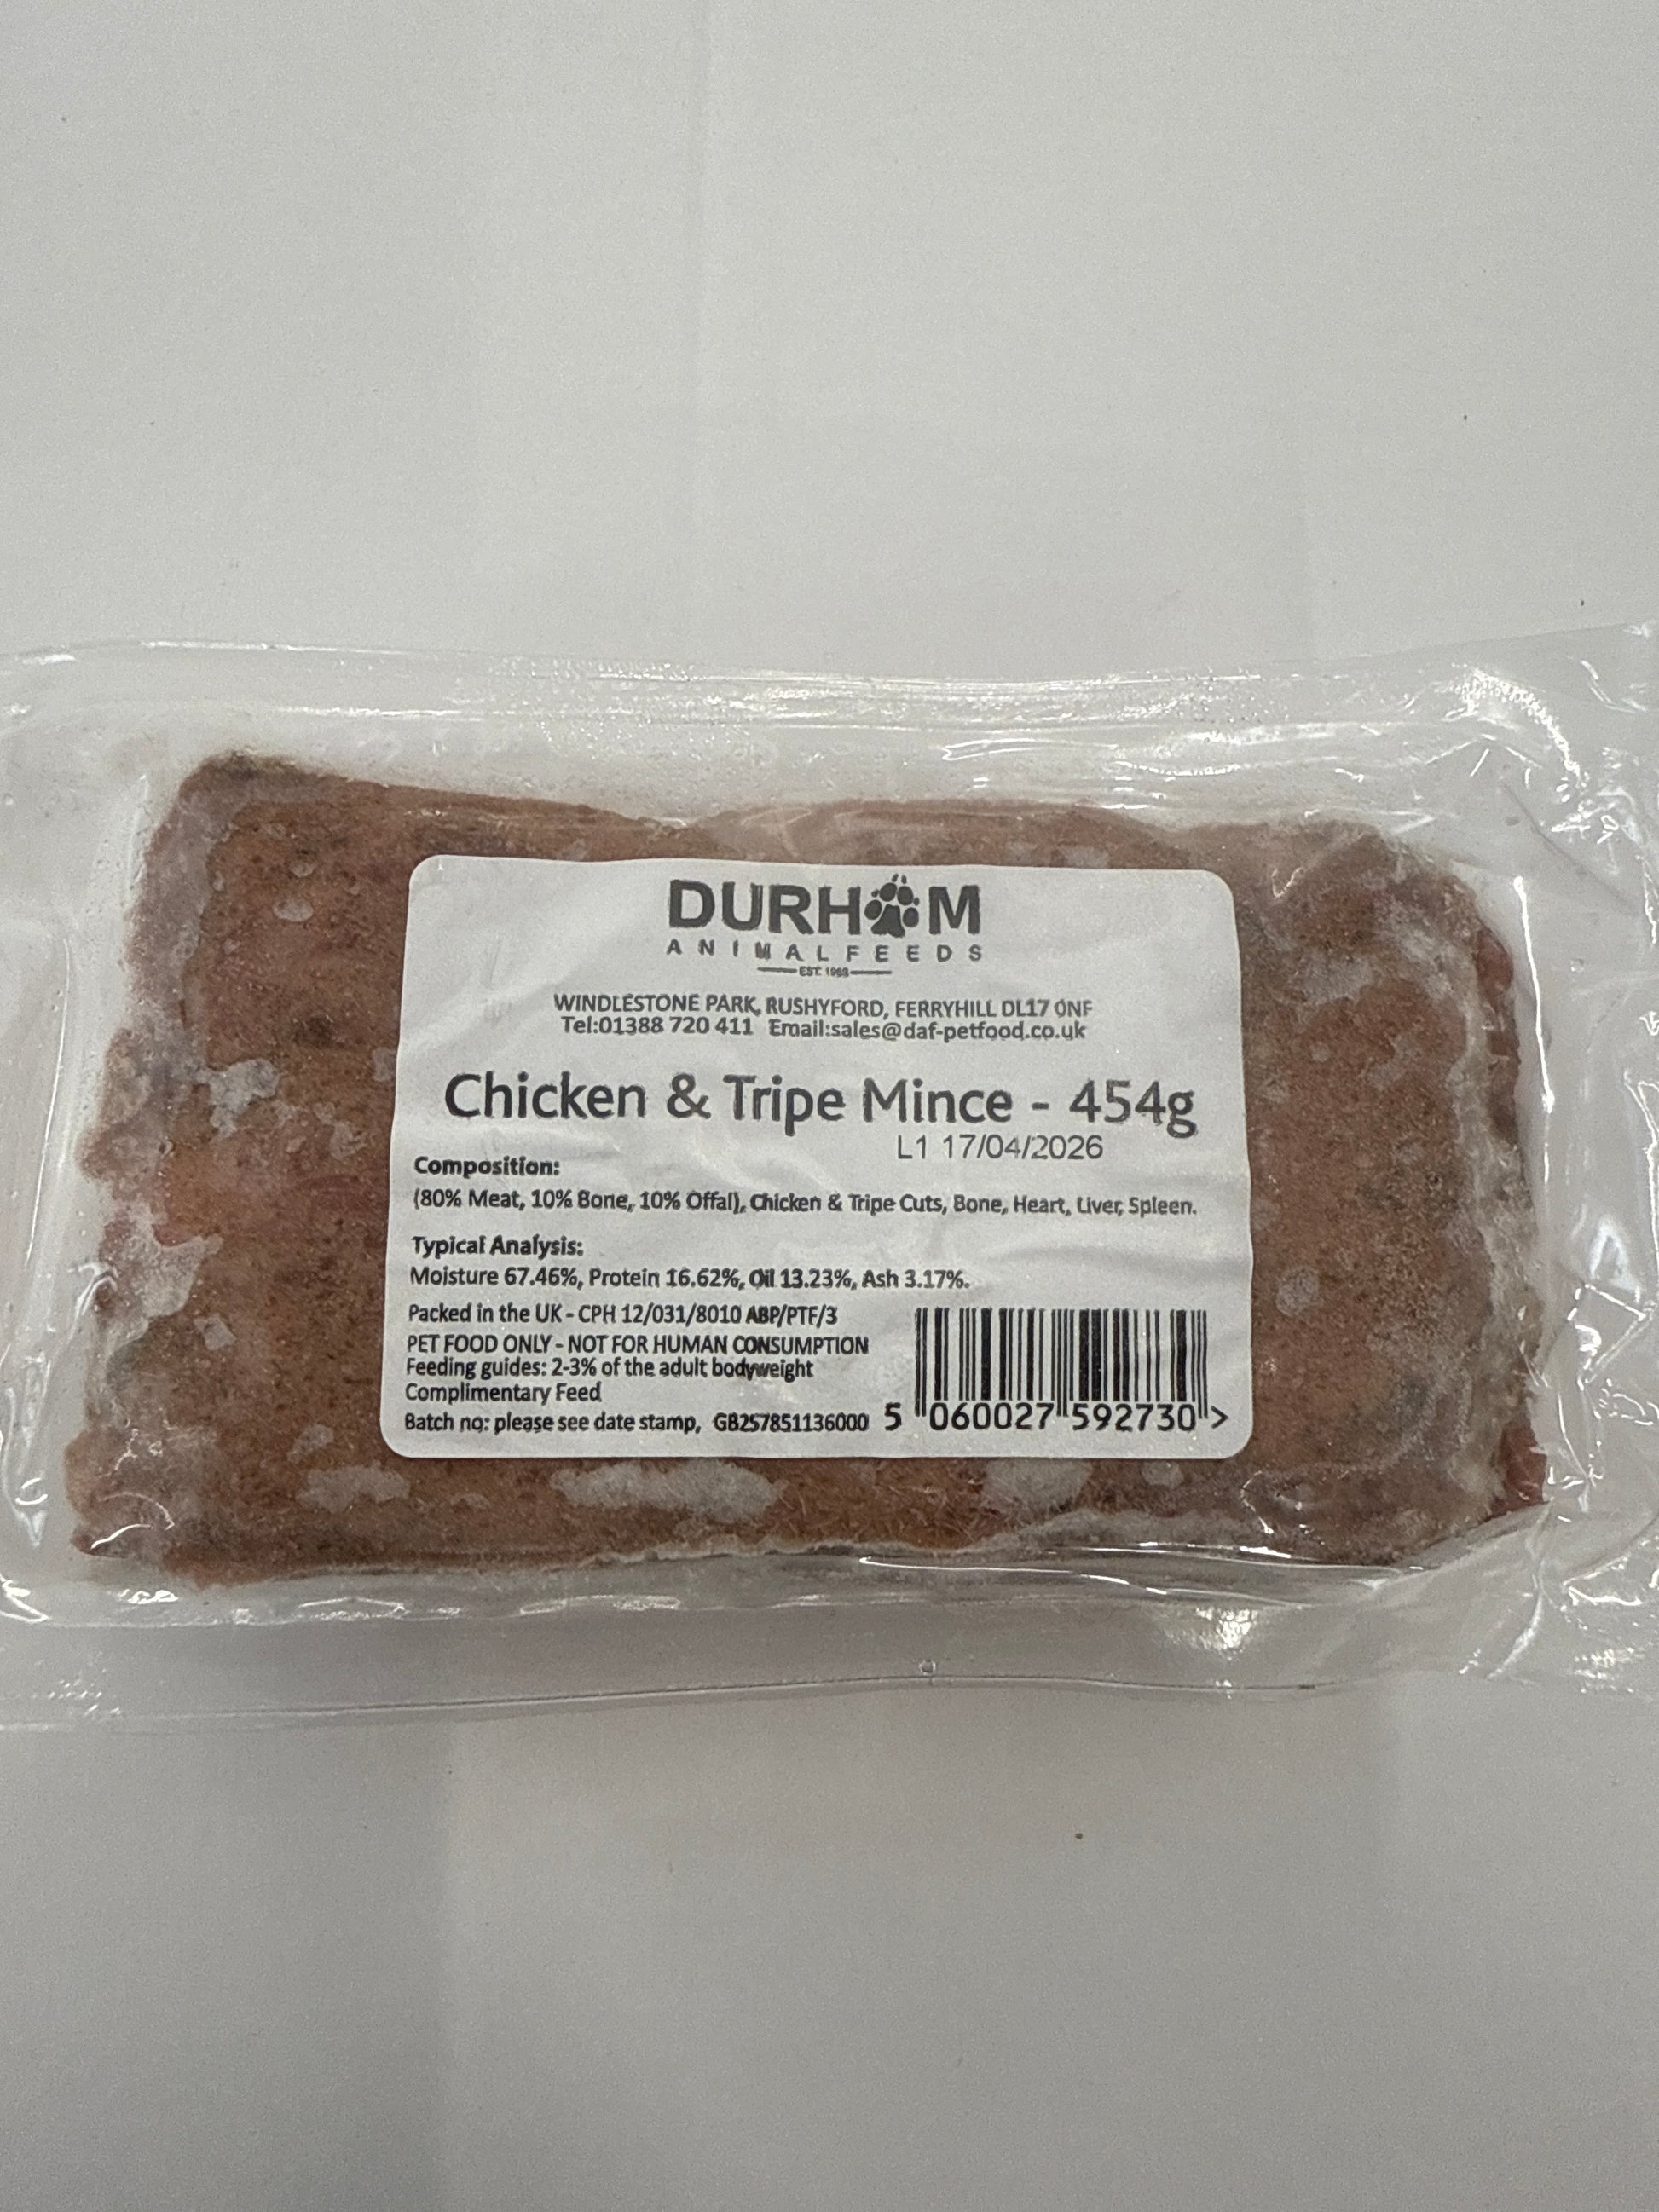 DURHAM
ANIMAL FEEDS
EST. 1968
WINDLESTONE PARK, RUSHYFORD, FERRYHILL DL17 0NF
Tel:01388 720 411 Email:sales@daf-petfood.co.uk
Chicken & Tripe Mince - 454g
L1 17/04/2026
Composition:
(80% Meat, 10% Bone, 10% Offal), Chicken & Tripe Cuts, Bone, Heart, Liver, Spleen.
Typical Analysis:
Moisture 67.46%, Protein 16.62%, Oil 13.23%, Ash 3.17%.
Packed in the UK - CPH 12/031/8010 ABP/PTF/3
PET FOOD ONLY - NOT FOR HUMAN CONSUMPTION
Feeding guides: 2-3% of the adult bodyweight
Complimentary Feed
Batch no: please see date stamp, GB257851136000
5 060027 592730 >